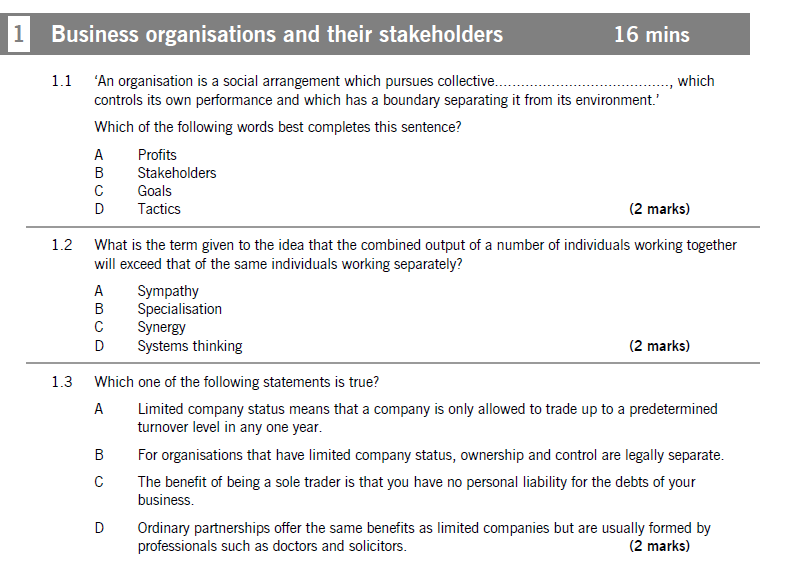 1 Business organisations and their stakeholders 16 mins
1.1 ‘An organisation is a social arrangement which pursues collective......................................., which
controls its own performance and which has a boundary separating it from its environment.’
Which of the following words best completes this sentence?
A Profits
B Stakeholders
C Goals
D Tactics (2 marks)
1.2 What is the term given to the idea that the combined output of a number of individuals working together
will exceed that of the same individuals working separately?
A Sympathy
B Specialisation
C Synergy
D Systems thinking (2 marks)
1.3 Which one of the following statements is true?
A Limited company status means that a company is only allowed to trade up to a predetermined
turnover level in any one year.
B For organisations that have limited company status, ownership and control are legally separate.
C The benefit of being a sole trader is that you have no personal liability for the debts of your
business.
D Ordinary partnerships offer the same benefits as limited companies but are usually formed by
professionals such as doctors and solicitors. (2 marks)